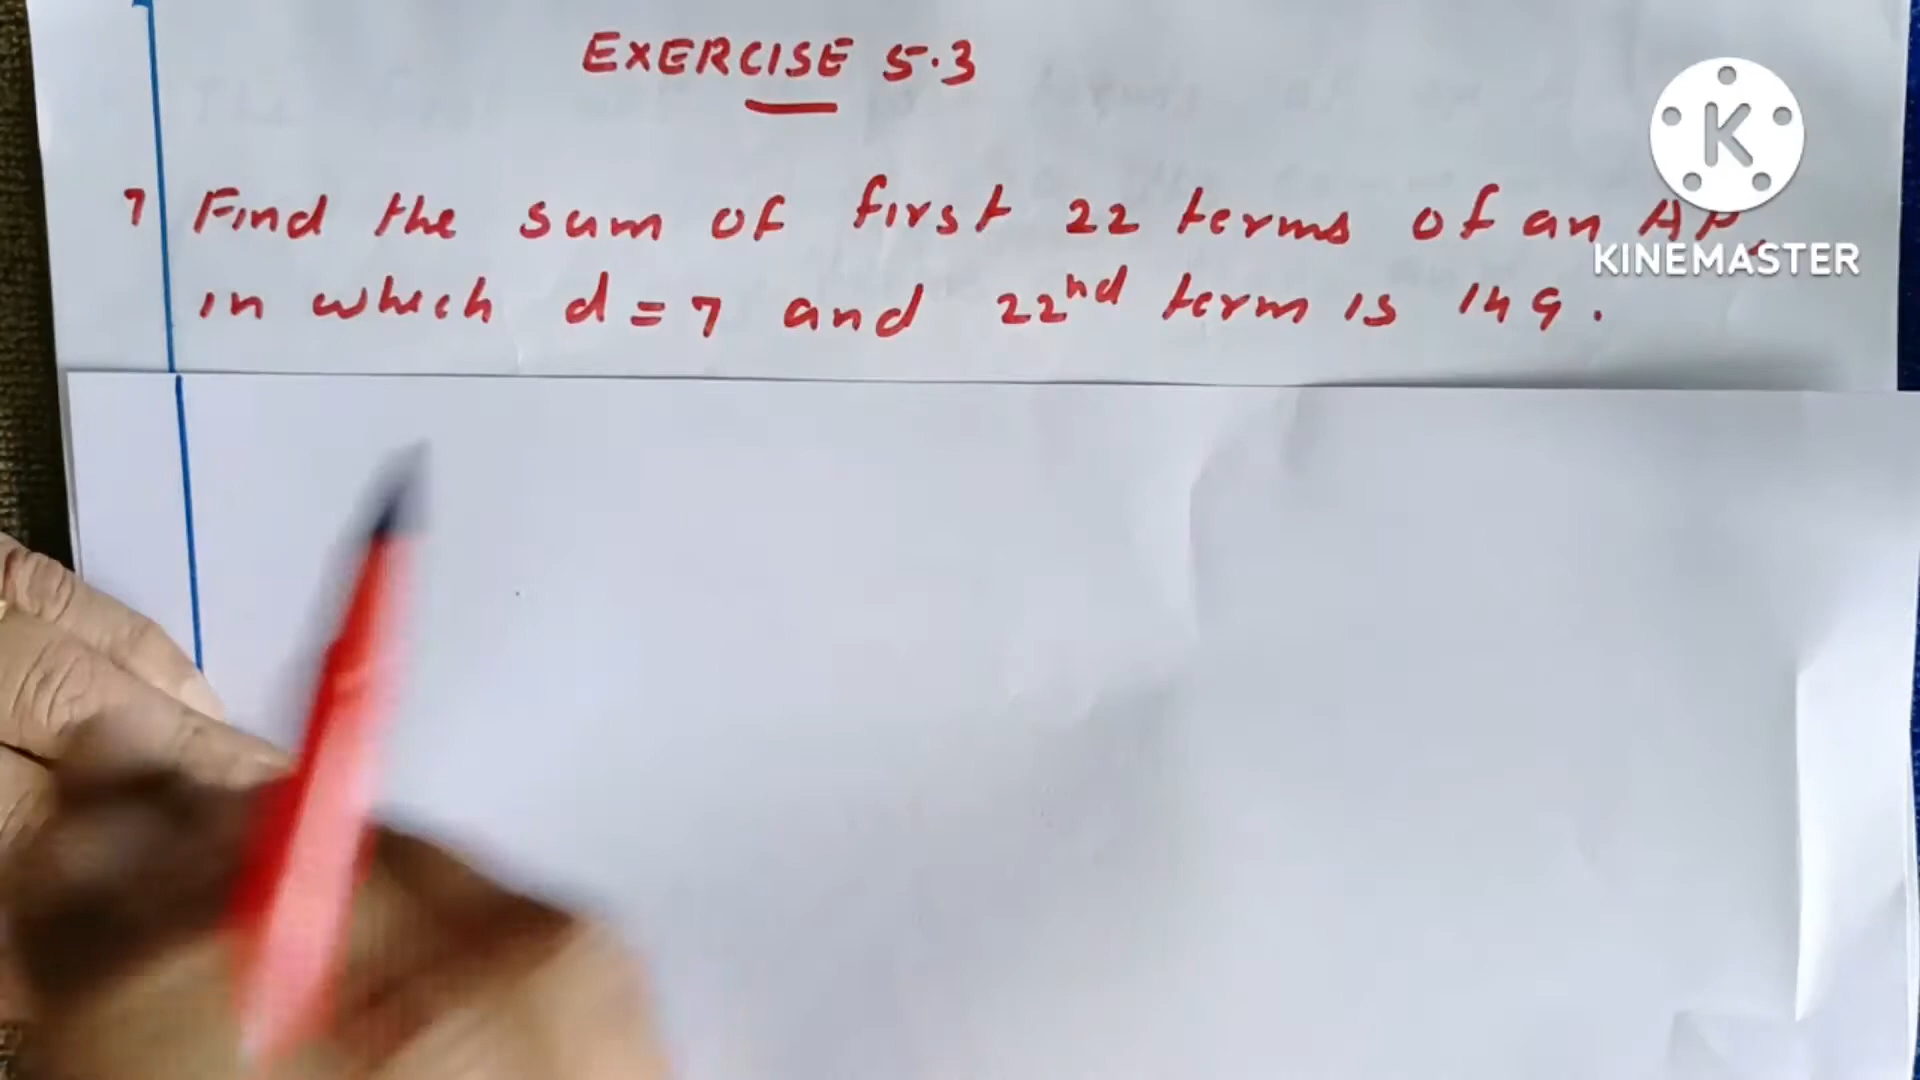 EXERCISE 5.3
7 Find the sum of first 22 terms of an AP
in which d = 7 and 22nd term is 149.
K
KINEMASTER